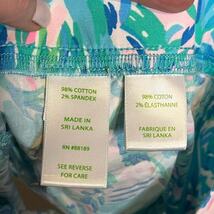 98% COTTON
2% SPANDEX
MADE IN
SRI LANKA
RN #88189
SEE REVERSE
FOR CARE
98% COTTON
2% ÉLASTHANNE
FABRIQUÉ EN
SRI LANKA